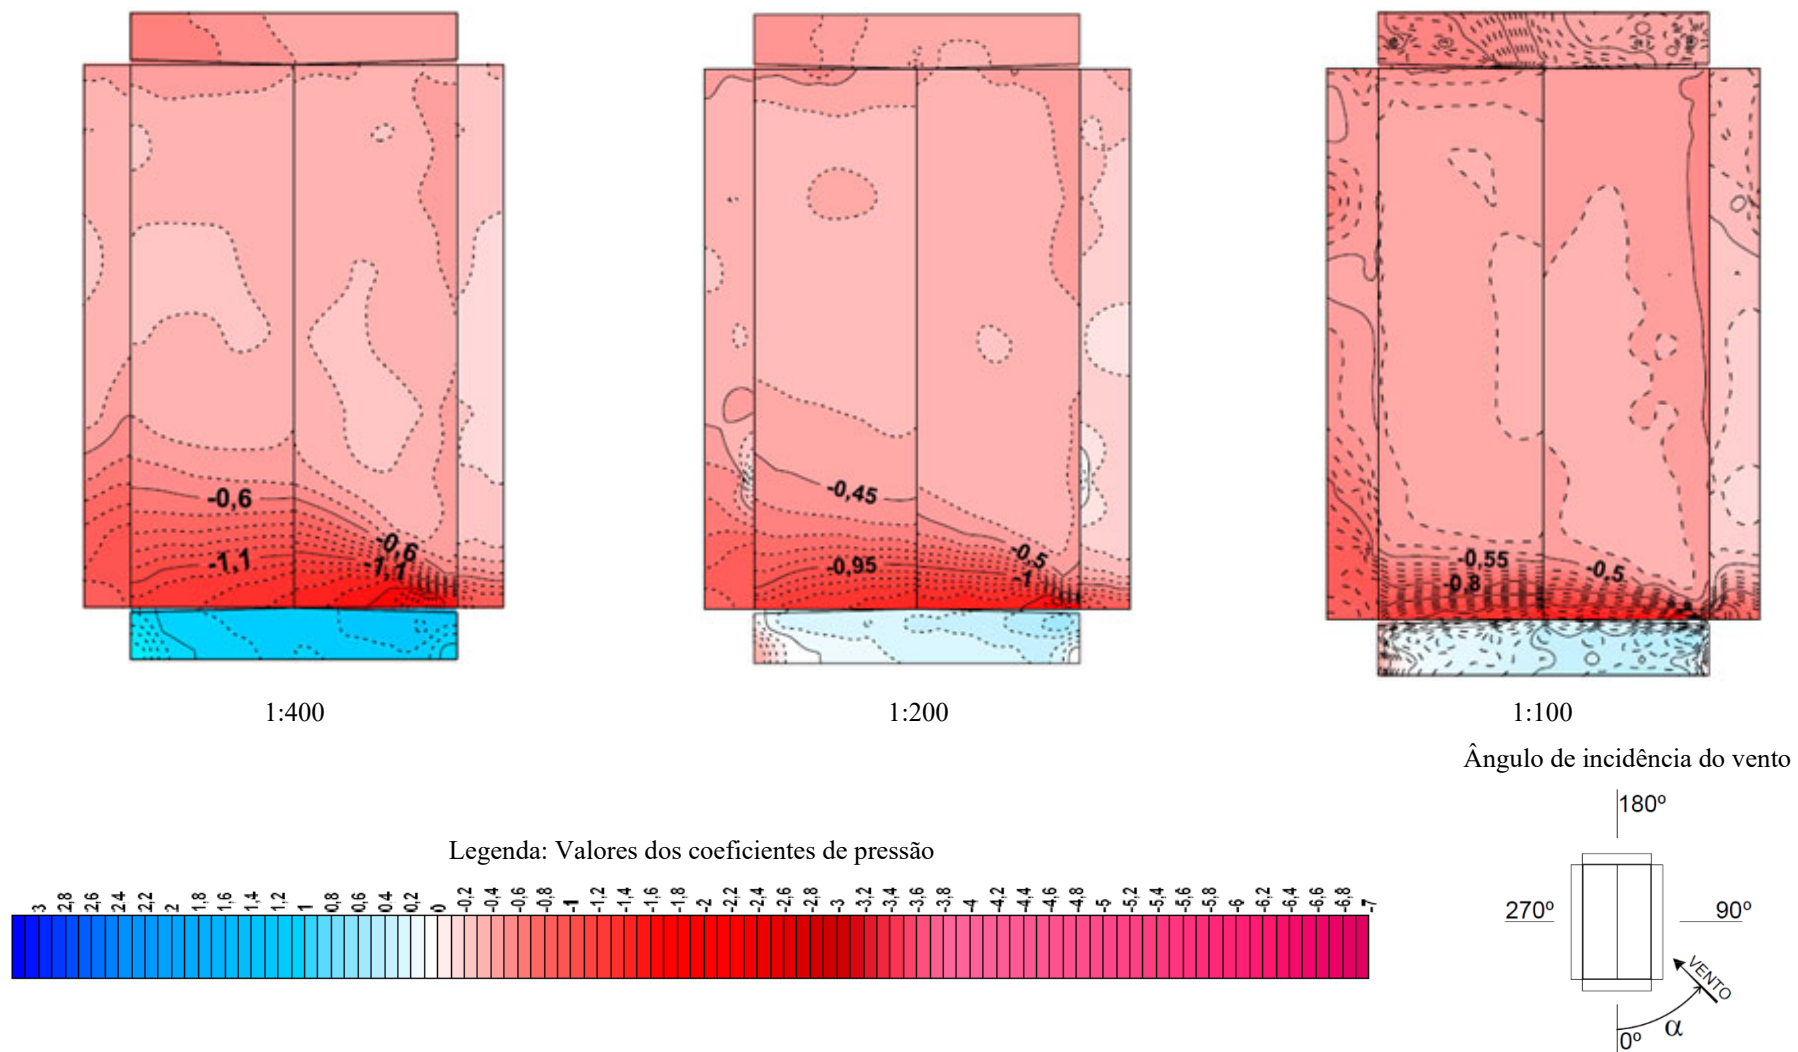 -0,6
-0,6
-1,1
-1,1
-0,45
-0,5
-0,95
-1
-0,55
-0,5
-0,8
1:400
1:200
1:100
Ângulo de incidência do vento
180º
270º
90º
VENTO
α
0º
Legenda: Valores dos coeficientes de pressão
3 2,8 2,6 2,4 2,2 2 1,8 1,6 1,4 1,2 1 0,8 0,6 0,4 0,2 0 -0,2 -0,4 -0,6 -0,8 -1 -1,2 -1,4 -1,6 -1,8 -2 -2,2 -2,4 -2,6 -2,8 -3 -3,2 -3,4 -3,6 -3,8 -4 -4,2 -4,4 -4,6 -4,8 -5 -5,2 -5,4 -5,6 -5,8 -6 -6,2 -6,4 -6,6 -6,8 -7